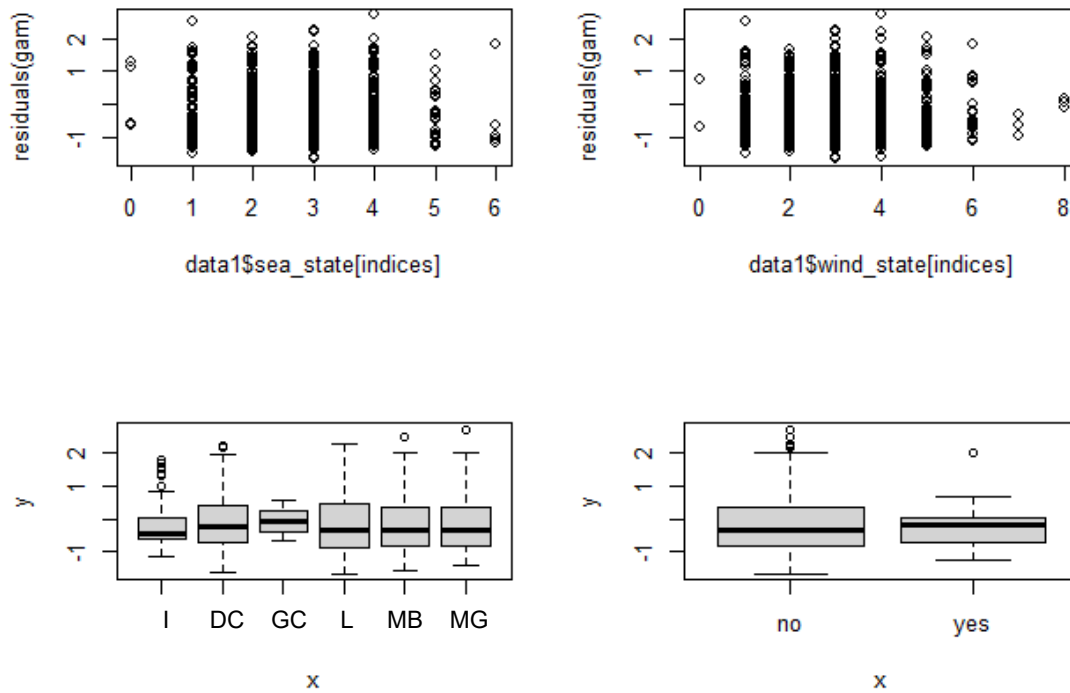 residuals(gam)
2
1
-1
0 1 2 3 4 5 6
data1$sea_state[indices]
residuals(gam)
2
1
-1
0 2 4 6 8
data1$wind_state[indices]
y
2
1
-1
I DC GC L MB MG
x
y
2
1
-1
no yes
x